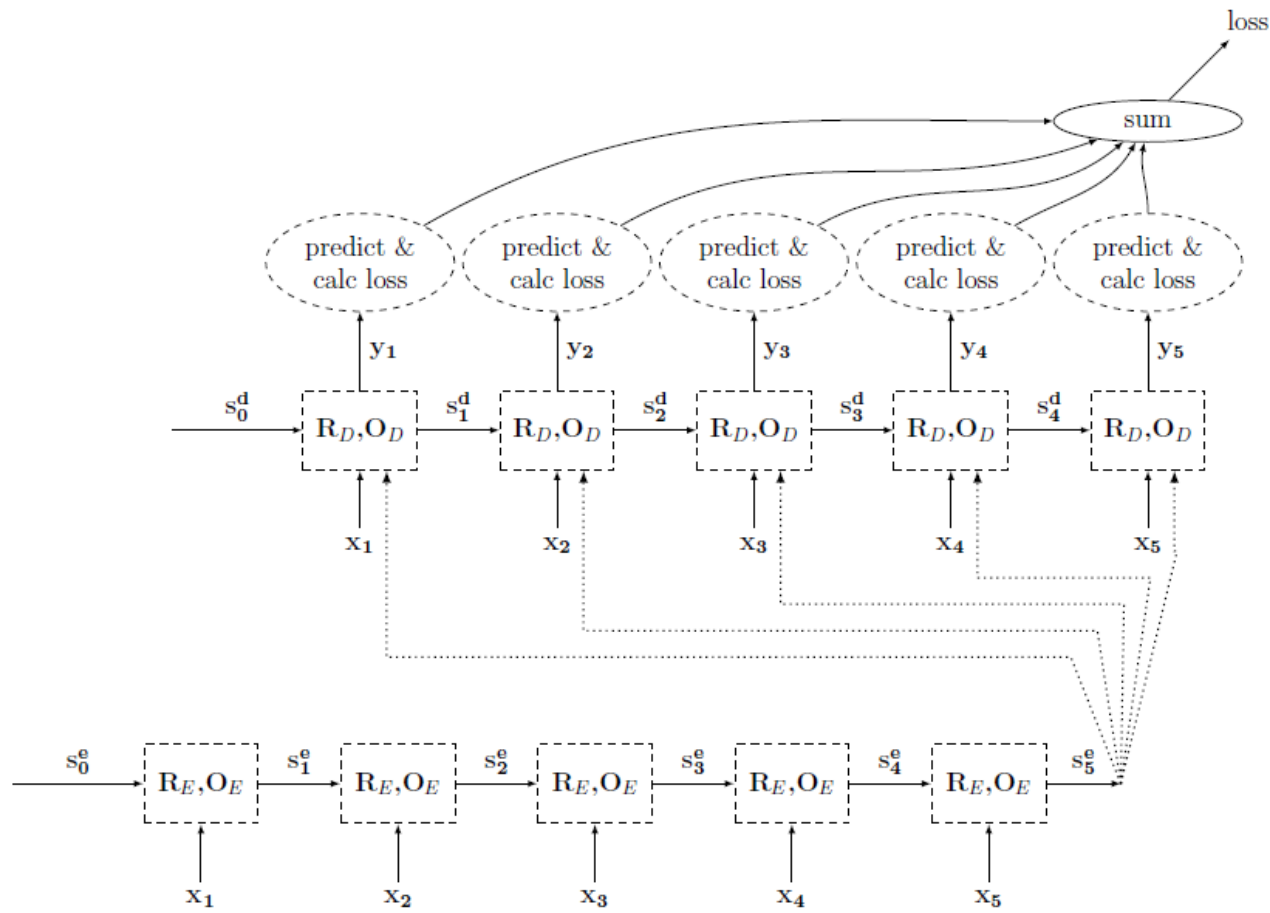 loss
sum
predict & predict & predict & predict & predict &
calc loss calc loss calc loss calc loss calc loss
y₁ y₂ y₃ y₄ y₅
s₀ᵈ s₁ᵈ s₂ᵈ s₃ᵈ s₄ᵈ
R_D,O_D R_D,O_D R_D,O_D R_D,O_D R_D,O_D
x₁ x₂ x₃ x₄ x₅
s₀ᵉ s₁ᵉ s₂ᵉ s₃ᵉ s₄ᵉ s₅ᵉ
R_E,O_E R_E,O_E R_E,O_E R_E,O_E R_E,O_E
x₁ x₂ x₃ x₄ x₅